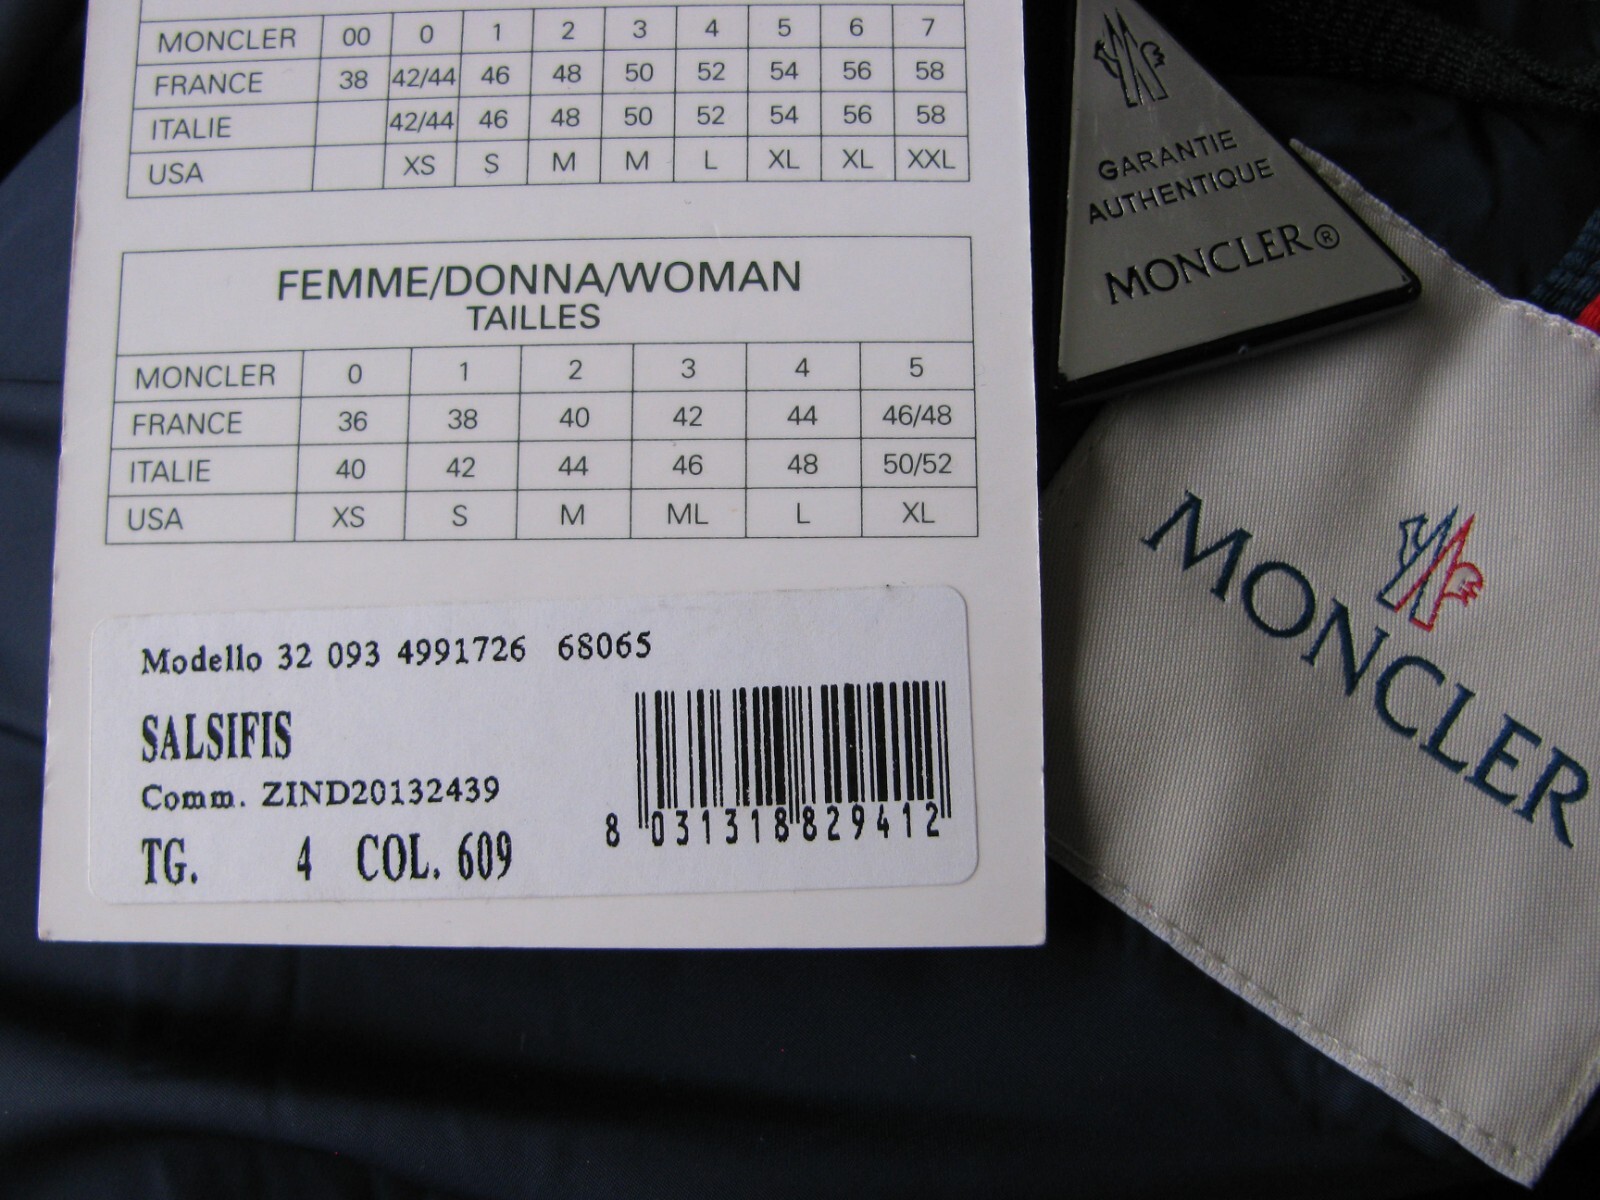 MONCLER 00 0 1 2 3 4 5 6 7
FRANCE 38 42/44 46 48 50 52 54 56 58
ITALIE 42/44 46 48 50 52 54 56 58
USA XS S M M L XL XL XXL
FEMME/DONNA/WOMAN
TAILLES
MONCLER 0 1 2 3 4 5
FRANCE 36 38 40 42 44 46/48
ITALIE 40 42 44 46 48 50/52
USA XS S M ML L XL
Modello 32 093 4991726 68065
SALSIFIS
Comm. ZIND20132439
TG. 4 COL. 609
8 031318 829412
GARANTIE
AUTHENTIQUE
MONCLER®
MONCLER